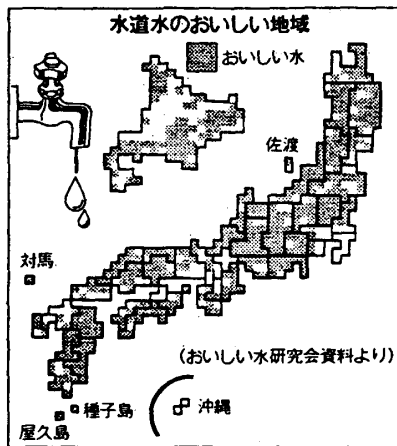 水道水のおいしい地域
おいしい水
佐渡
対馬
(おいしい水研究会資料より)
種子島
沖縄
屋久島